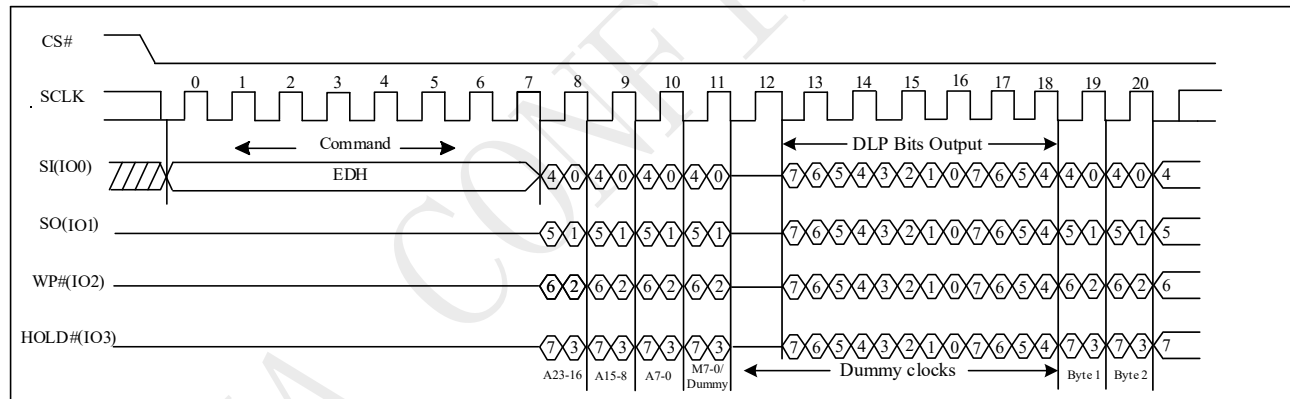 CS#
0 1 2 3 4 5 6 7 8 9 10 11 12 13 14 15 16 17 18 19 20
SCLK
Command DLP Bits Output
SI(IO0) EDH 4 0 4 0 4 0 4 0 7 6 5 4 3 2 1 0 7 6 5 4 4 0 4 0 4
SO(IO1) 5 1 5 1 5 1 5 1 7 6 5 4 3 2 1 0 7 6 5 4 5 1 5 1 5
WP#(IO2) 6 2 6 2 6 2 6 2 7 6 5 4 3 2 1 0 7 6 5 4 6 2 6 2 6
HOLD#(IO3) 7 3 7 3 7 3 7 3 7 6 5 4 3 2 1 0 7 6 5 4 7 3 7 3 7
A23-16 A15-8 A7-0 M7-0/ Dummy clocks Byte 1 Byte 2
Dummy